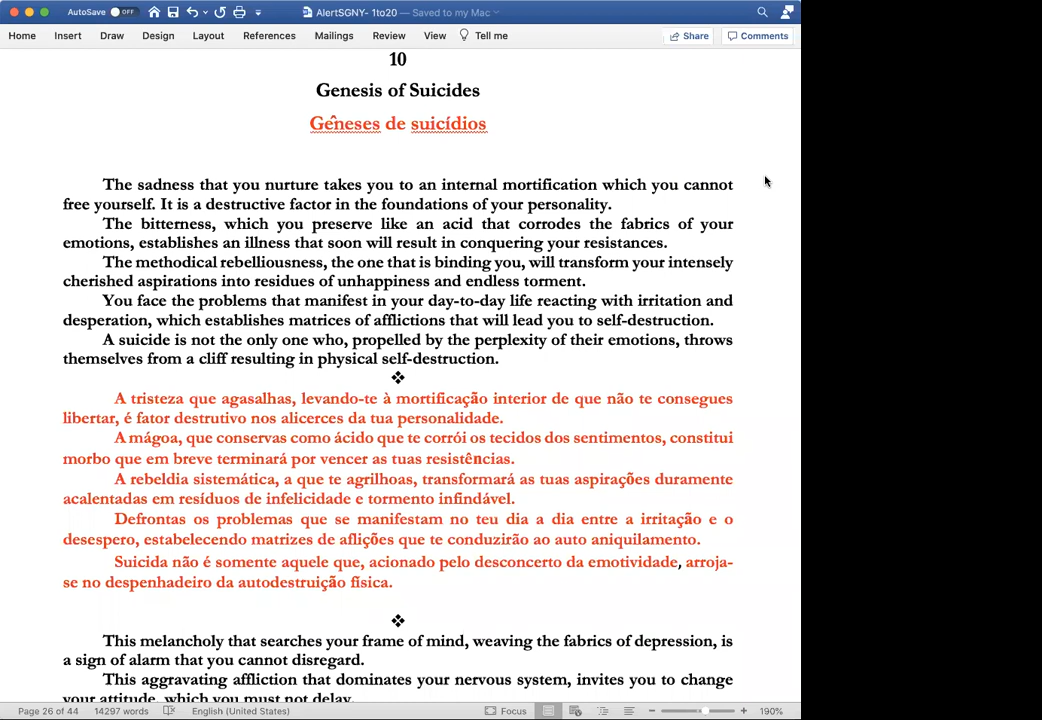 AutoSave OFF AlertSGNY- 1to20 — Saved to my Mac
Home Insert Draw Design Layout References Mailings Review View Tell me Share Comments
10
Genesis of Suicides
Gêneses de suicídios
The sadness that you nurture takes you to an internal mortification which you cannot
free yourself. It is a destructive factor in the foundations of your personality.
The bitterness, which you preserve like an acid that corrodes the fabrics of your
emotions, establishes an illness that soon will result in conquering your resistances.
The methodical rebelliousness, the one that is binding you, will transform your intensely
cherished aspirations into residues of unhappiness and endless torment.
You face the problems that manifest in your day-to-day life reacting with irritation and
desperation, which establishes matrices of afflictions that will lead you to self-destruction.
A suicide is not the only one who, propelled by the perplexity of their emotions, throws
themselves from a cliff resulting in physical self-destruction.
❖
A tristeza que agasalhas, levando-te à mortificação interior de que não te consegues
libertar, é fator destrutivo nos alicerces da tua personalidade.
A mágoa, que conservas como ácido que te corrói os tecidos dos sentimentos, constitui
morbo que em breve terminará por vencer as tuas resistências.
A rebeldia sistemática, a que te agrilhoas, transformará as tuas aspirações duramente
acalentadas em resíduos de infelicidade e tormento infindável.
Defrontas os problemas que se manifestam no teu dia a dia entre a irritação e o
desespero, estabelecendo matrizes de aflições que te conduzirão ao auto aniquilamento.
Suicida não é somente aquele que, acionado pelo desconcerto da emotividade, arroja-
se no despenhadeiro da autodestruição física.
❖
This melancholy that searches your frame of mind, weaving the fabrics of depression, is
a sign of alarm that you cannot disregard.
This aggravating affliction that dominates your nervous system, invites you to change
your attitude, which you must not delay.
Page 26 of 44 14297 words English (United States) Focus 190%